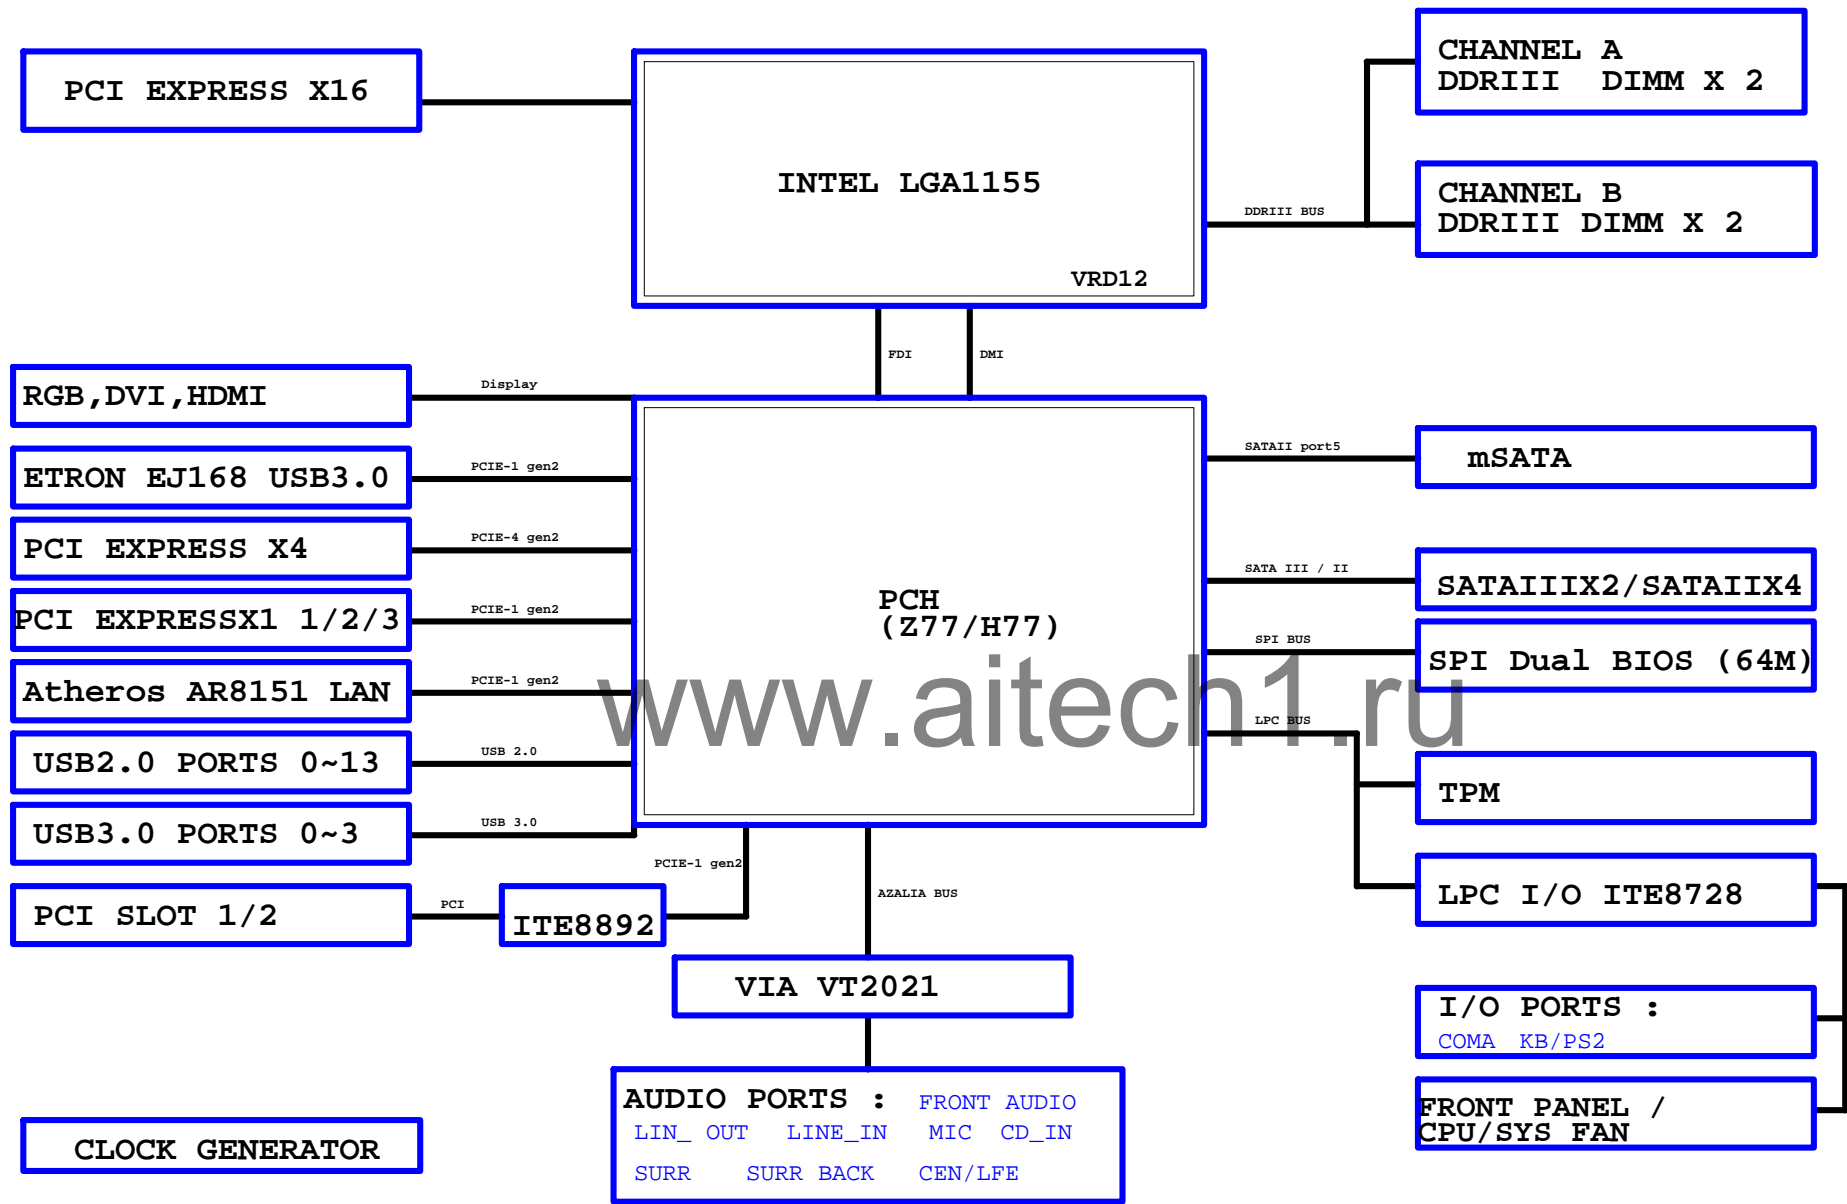 PCI EXPRESS X16
INTEL LGA1155
VRD12
CHANNEL A
DDRIII DIMM X 2
CHANNEL B
DDRIII DIMM X 2
DDRIII BUS
FDI
DMI
RGB,DVI,HDMI
Display
ETRON EJ168 USB3.0
PCIE-1 gen2
PCI EXPRESS X4
PCIE-4 gen2
PCI EXPRESSX1 1/2/3
PCIE-1 gen2
Atheros AR8151 LAN
PCIE-1 gen2
USB2.0 PORTS 0~13
USB 2.0
USB3.0 PORTS 0~3
USB 3.0
PCI SLOT 1/2
PCI
ITE8892
PCIE-1 gen2
PCH
(Z77/H77)
www.aitech1.ru
SATAII port5
mSATA
SATA III / II
SATAIIIX2/SATAIIX4
SPI BUS
SPI Dual BIOS (64M)
LPC BUS
TPM
LPC I/O ITE8728
I/O PORTS :
COMA KB/PS2
FRONT PANEL /
CPU/SYS FAN
AZALIA BUS
VIA VT2021
AUDIO PORTS : FRONT AUDIO
LIN_ OUT LINE_IN MIC CD_IN
SURR SURR BACK CEN/LFE
CLOCK GENERATOR